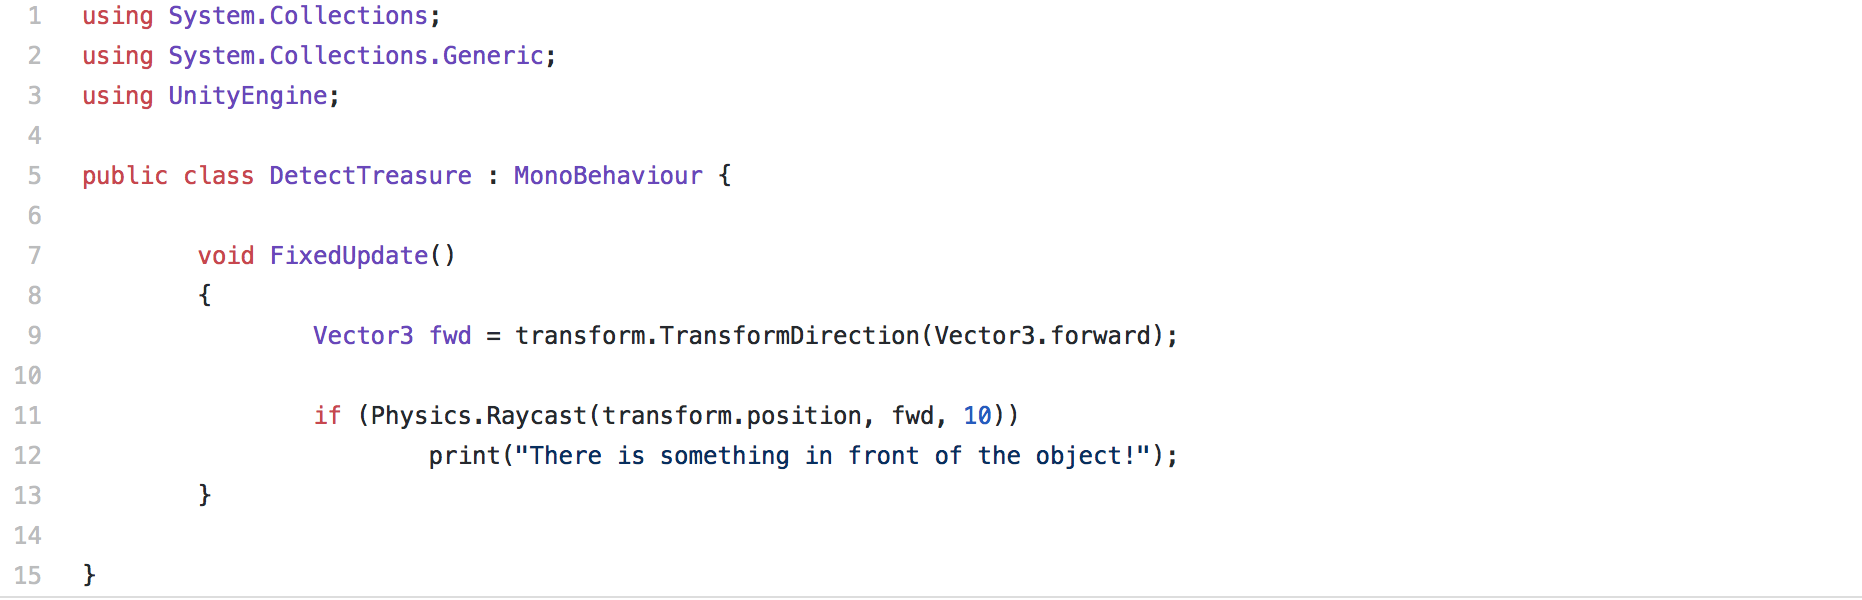 1 using System.Collections;
2 using System.Collections.Generic;
3 using UnityEngine;
4
5 public class DetectTreasure : MonoBehaviour {
6
7 void FixedUpdate()
8 {
9 Vector3 fwd = transform.TransformDirection(Vector3.forward);
10
11 if (Physics.Raycast(transform.position, fwd, 10))
12 print("There is something in front of the object!");
13 }
14
15 }